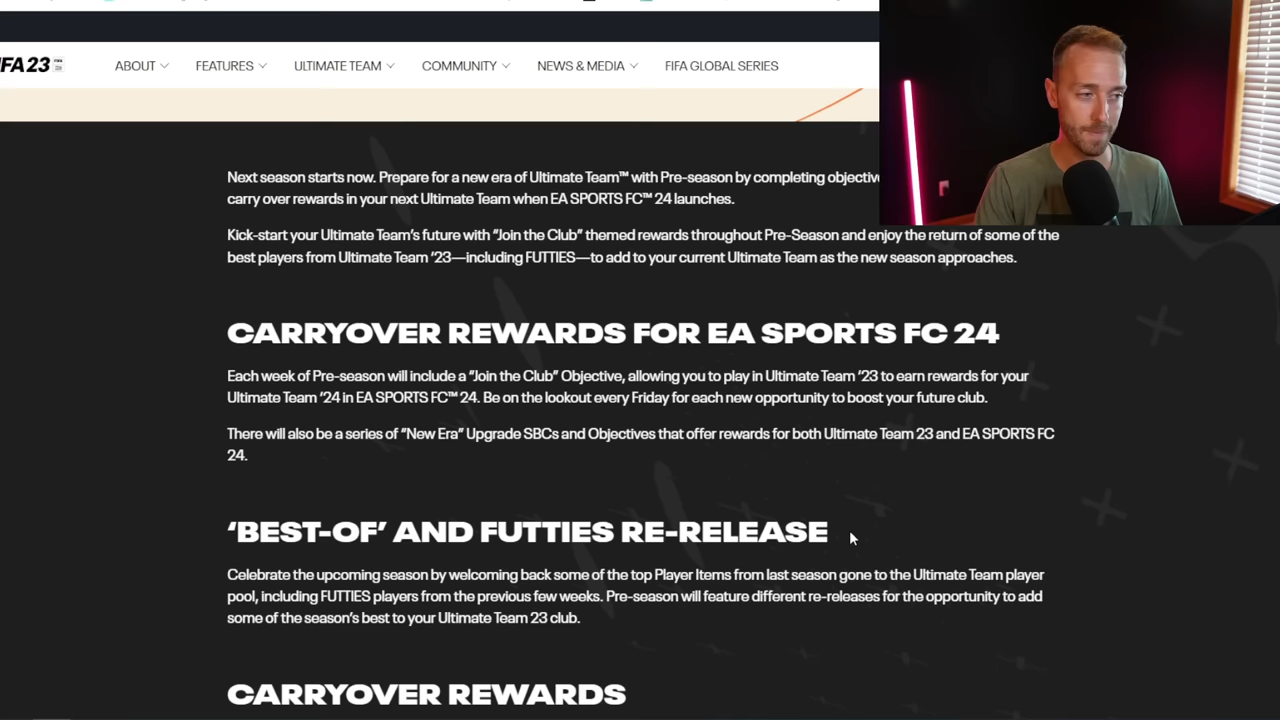 IFA 23
ABOUT
FEATURES
ULTIMATE TEAM
COMMUNITY
NEWS & MEDIA
FIFA GLOBAL SERIES
Next season starts now. Prepare for a new era of Ultimate Team™ with Pre-season by completing objective
carry over rewards in your next Ultimate Team when EA SPORTS FC™ 24 launches.
Kick-start your Ultimate Team’s future with “Join the Club” themed rewards throughout Pre-Season and enjoy the return of some of the
best players from Ultimate Team ’23—including FUTTIES—to add to your current Ultimate Team as the new season approaches.
CARRYOVER REWARDS FOR EA SPORTS FC 24
Each week of Pre-season will include a “Join the Club” Objective, allowing you to play in Ultimate Team ’23 to earn rewards for your
Ultimate Team ’24 in EA SPORTS FC™ 24. Be on the lookout every Friday for each new opportunity to boost your future club.
There will also be a series of “New Era” Upgrade SBCs and Objectives that offer rewards for both Ultimate Team 23 and EA SPORTS FC
24.
‘BEST-OF’ AND FUTTIES RE-RELEASE
Celebrate the upcoming season by welcoming back some of the top Player Items from last season gone to the Ultimate Team player
pool, including FUTTIES players from the previous few weeks. Pre-season will feature different re-releases for the opportunity to add
some of the season’s best to your Ultimate Team 23 club.
CARRYOVER REWARDS